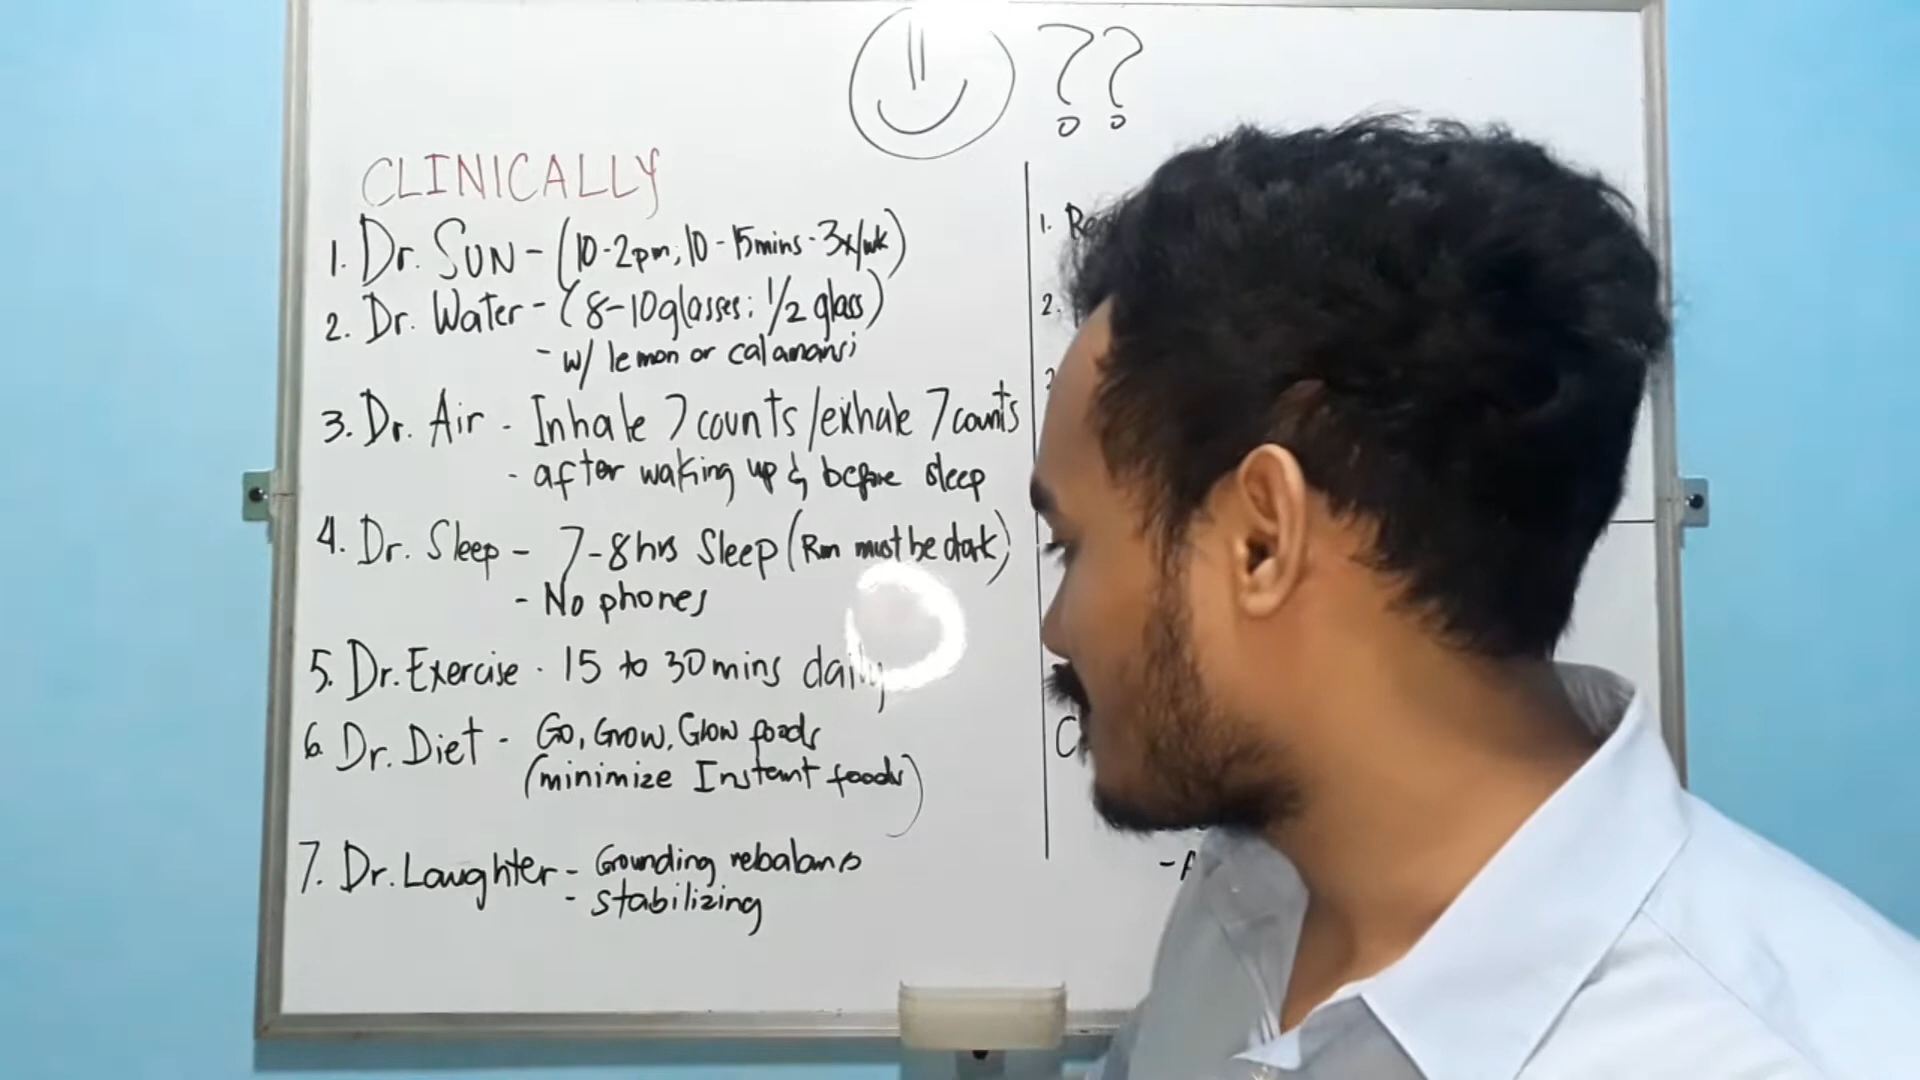 ??
CLINICALLY
1. Dr. SUN - (10-2pm; 10-15mins - 3x/wk)
2. Dr. Water - (8-10glasses; 1/2 glass)
- w/ lemon or calamansi
3. Dr. Air - Inhale 7 counts/exhale 7 counts
- after waking up & before sleep
4. Dr. Sleep - 7-8hrs Sleep (Rm must be dark)
- No phones
5. Dr. Exercise - 15 to 30 mins daily
6. Dr. Diet - Go, Grow, Glow foods
(minimize Instant foods)
7. Dr. Laughter - Grounding
- stabilizing
1.
2.